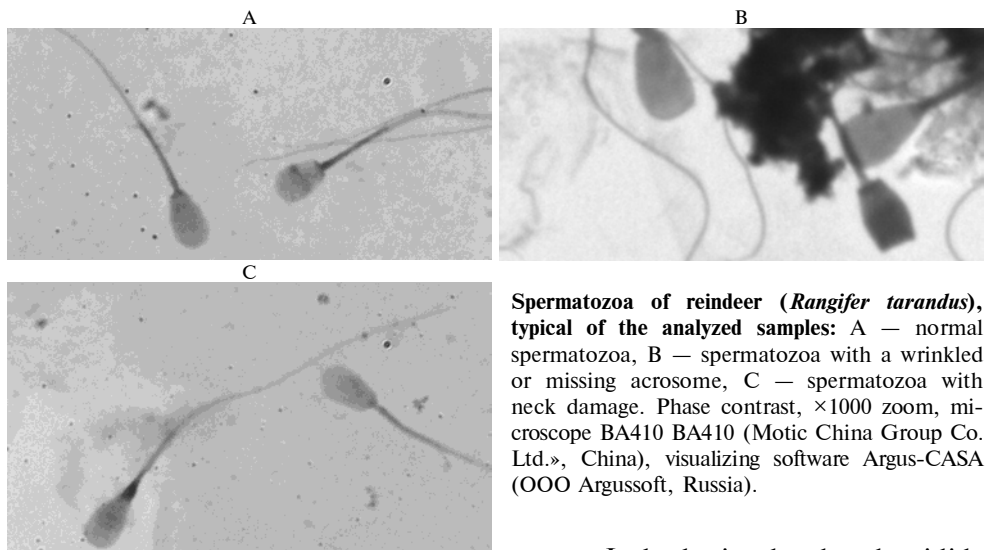 A
B
C
Spermatozoa of reindeer (Rangifer tarandus),
typical of the analyzed samples: A — normal
spermatozoa, B — spermatozoa with a wrinkled
or missing acrosome, C — spermatozoa with
neck damage. Phase contrast, ×1000 zoom, mi-
croscope BA410 BA410 (Motic China Group Co.
Ltd.», China), visualizing software Argus-CASA
(OOO Argussoft, Russia).